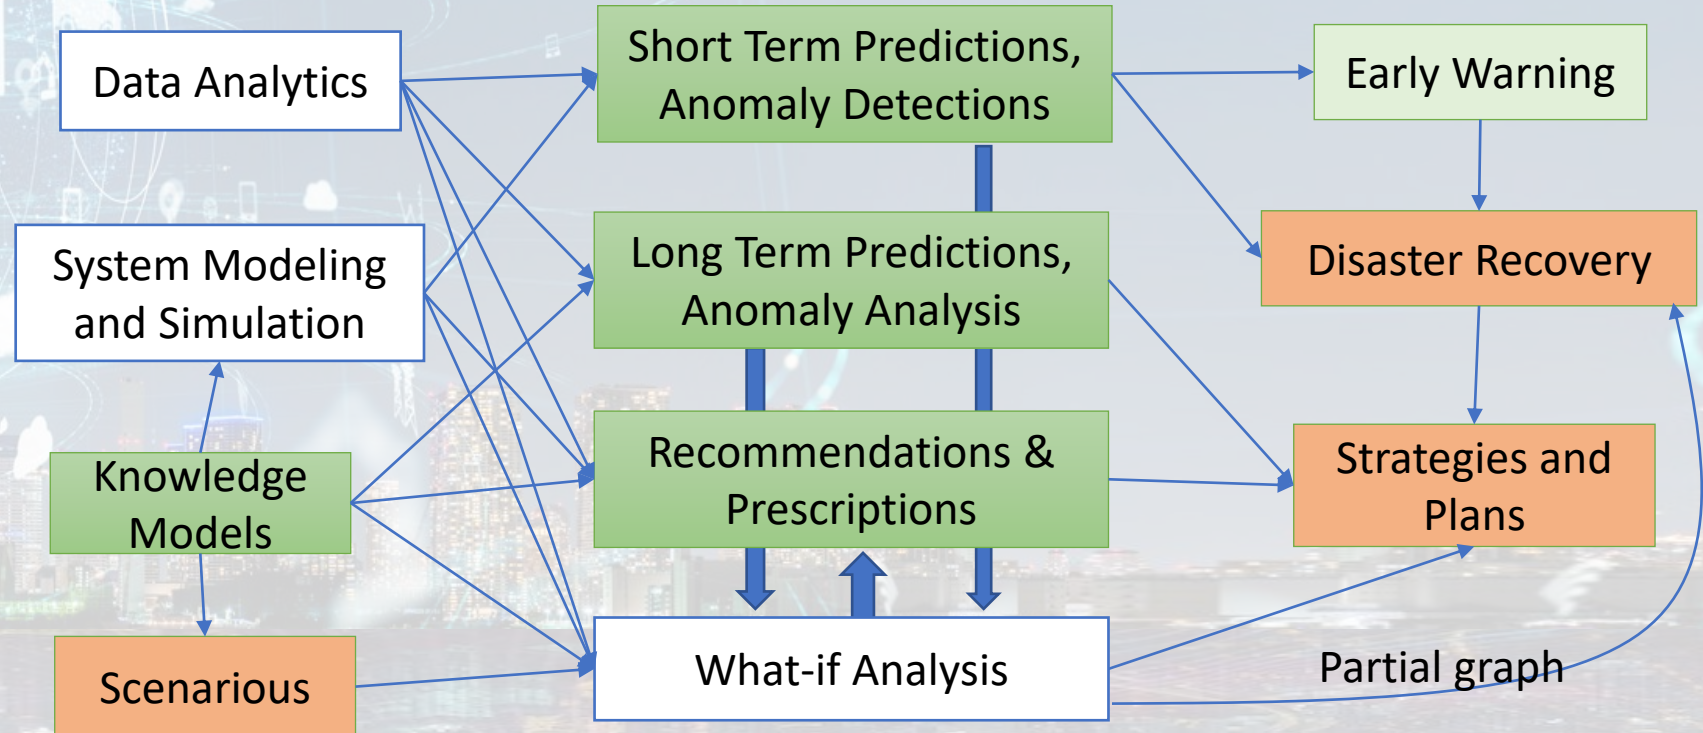 Data Analytics
System Modeling
and Simulation
Knowledge
Models
Scenarious
Short Term Predictions,
Anomaly Detections
Long Term Predictions,
Anomaly Analysis
Recommendations &
Prescriptions
What-if Analysis
Early Warning
Disaster Recovery
Strategies and
Plans
Partial graph